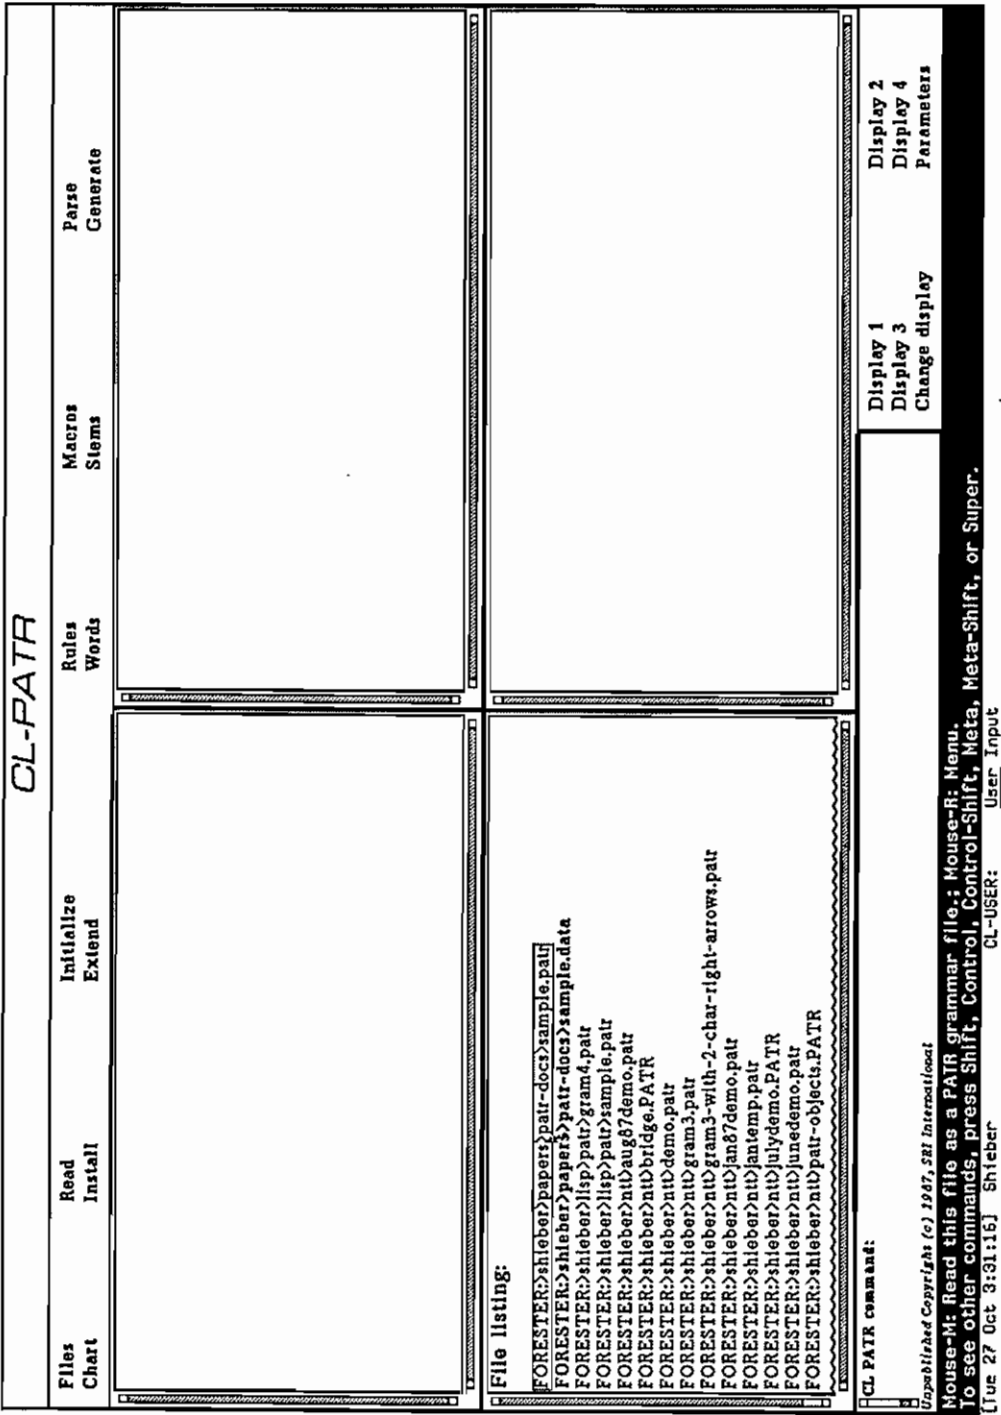 CL-PATR
Files Read Initialize Rules Macros Parse
Chart Install Extend Words Stems Generate
File listing:
FORESTER:>shieber>papers>patr-docs>sample.patr
FORESTER:>shieber>papers>patr-docs>sample.data
FORESTER:>shieber>lisp>patr>gram4.patr
FORESTER:>shieber>lisp>patr>sample.patr
FORESTER:>shieber>ntt>aug87demo.patr
FORESTER:>shieber>ntt>bridge.PATR
FORESTER:>shieber>ntt>demo.patr
FORESTER:>shieber>ntt>gram3.patr
FORESTER:>shieber>ntt>gram3-with-2-char-right-arrows.patr
FORESTER:>shieber>ntt>jan87demo.patr
FORESTER:>shieber>ntt>jantemp.patr
FORESTER:>shieber>ntt>julydemo.PATR
FORESTER:>shieber>ntt>junedemo.patr
FORESTER:>shieber>ntt>patr-objects.PATR
CL PATR command:
Display 1 Display 2
Display 3 Display 4
Change display Parameters
Unpublished Copyright (c) 1987, SRI International
Mouse-M: Read this file as a PATR grammar file.; Mouse-R: Menu.
To see other commands, press Shift, Control, Control-Shift, Meta, Meta-Shift, or Super.
[Tue 27 Oct 3:31:16] Shieber CL-USER: User Input